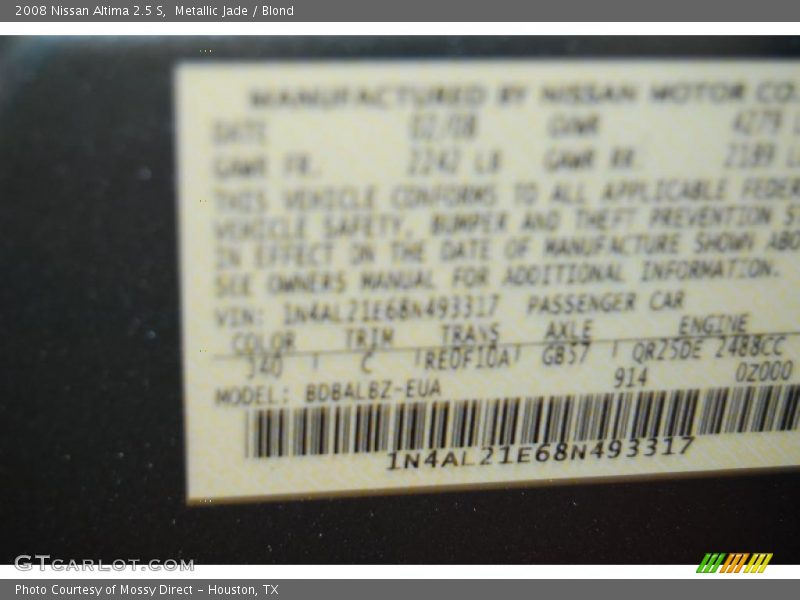 2008 Nissan Altima 2.5 S,  Metallic Jade / Blond
MANUFACTURED BY NISSAN MOTOR CO.
DATE 02/08 GVWR 4279 L
GAWR FR. 2242 LB GAWR RR. 2189 L
THIS VEHICLE CONFORMS TO ALL APPLICABLE FEDER
VEHICLE SAFETY, BUMPER AND THEFT PREVENTION ST
IN EFFECT ON THE DATE OF MANUFACTURE SHOWN ABO
SEE OWNERS MANUAL FOR ADDITIONAL INFORMATION.
VIN: 1N4AL21E68N493317 PASSENGER CAR
COLOR TRIM TRANS AXLE ENGINE
J40 C RE0F10A GB57 QR25DE 2488CC
914 0Z000
MODEL: BDBALBZ-EUA
1N4AL21E68N493317
GTCARLOT.COM
Photo Courtesy of Mossy Direct - Houston, TX